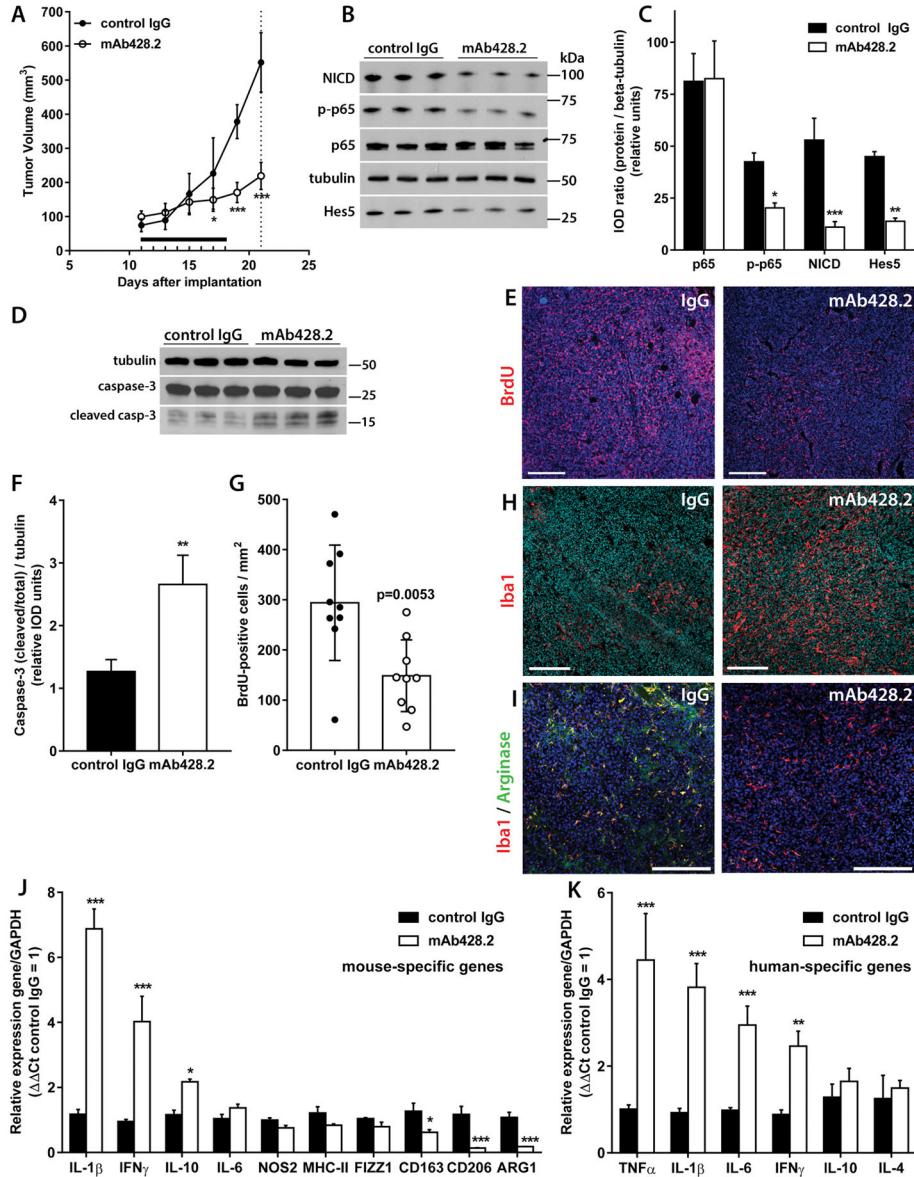 A
control IgG
mAb428.2
Tumor Volume (mm3)
700
600
500
400
300
200
100
0
*
***
***
5 10 15 20 25
Days after implantation
B
control IgG mAb428.2
kDa
NICD
100
75
p-p65
p65
75
tubulin
50
Hes5
25
C
control IgG
mAb428.2
IOD ratio (protein / beta-tubulin)
(relative units)
100
75
50
25
0
* *** **
p65 p-p65 NICD Hes5
D
control IgG mAb428.2
tubulin
50
caspase-3
25
cleaved casp-3
15
E
BrdU
IgG
mAb428.2
F
Caspase-3 (cleaved/total) / tubulin
(relative IOD units)
4
3
2
1
0
**
control IgG mAb428.2
G
BrdU-positive cells / mm2
500
400
300
200
100
0
p=0.0053
control IgG mAb428.2
H
Iba1
IgG
mAb428.2
I
Iba1 / Arginase
IgG
mAb428.2
J
Relative expression gene/GAPDH
(ΔΔCt control IgG = 1)
8
6
4
2
0
control IgG
mAb428.2
mouse-specific genes
*** *** * * *** ***
IL-1β IFNγ IL-10 IL-6 NOS2 MHC-II FIZZ1 CD163 CD206 ARG1
K
Relative expression gene/GAPDH
(ΔΔCt control IgG = 1)
6
4
2
0
control IgG
mAb428.2
human-specific genes
*** *** *** **
TNFα IL-1β IL-6 IFNγ IL-10 IL-4